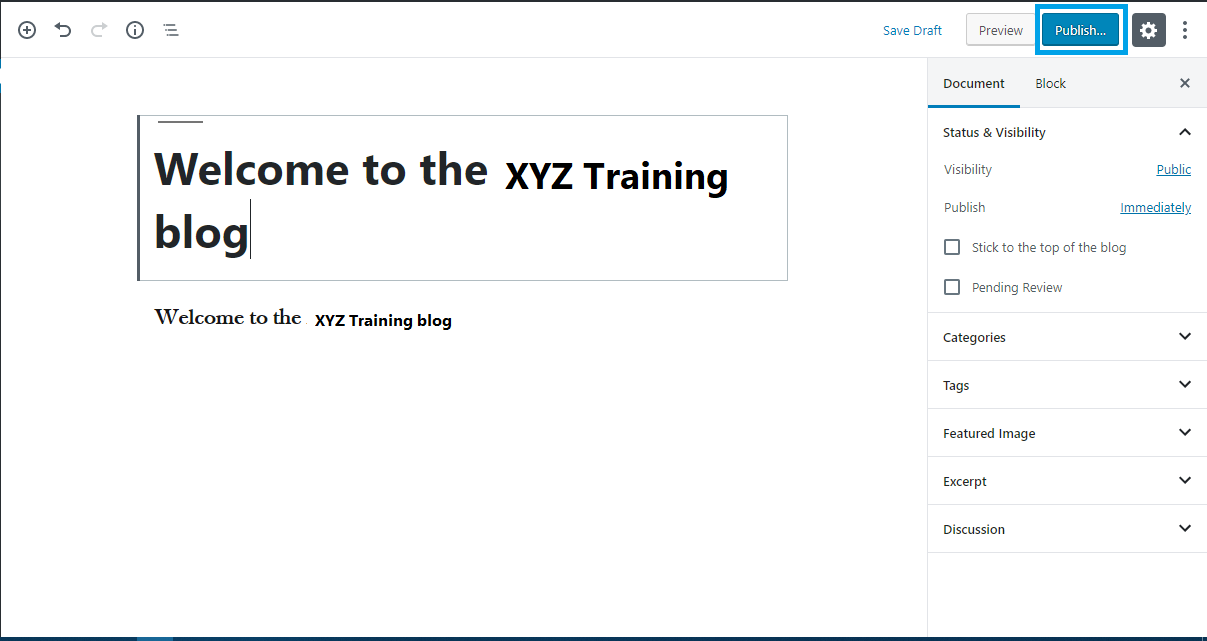 Save Draft Preview Publish...
Document Block
Welcome to the XYZ Training
blog
Welcome to the XYZ Training blog
Status & Visibility
Visibility Public
Publish Immediately
Stick to the top of the blog
Pending Review
Categories
Tags
Featured Image
Excerpt
Discussion